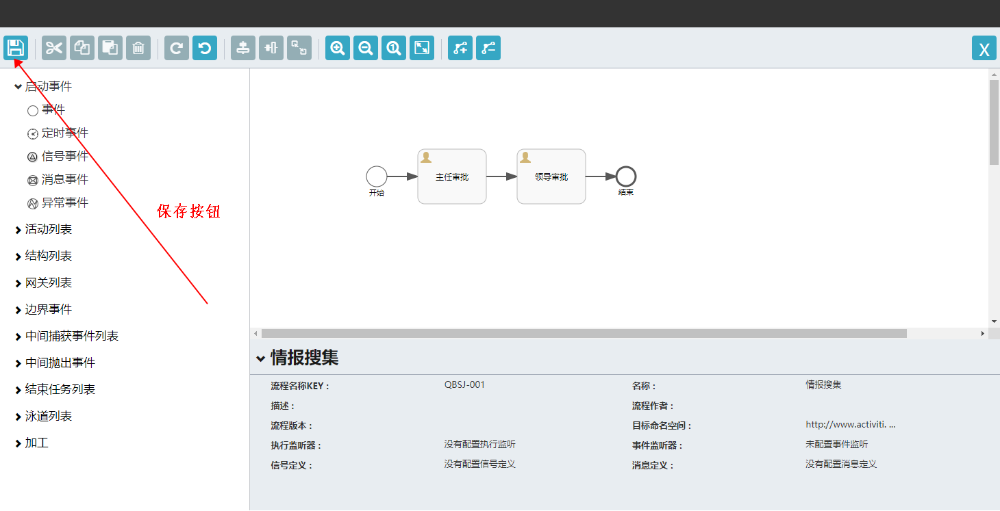 X
启动事件
事件
定时事件
信号事件
消息事件
异常事件
活动列表
结构列表
网关列表
边界事件
中间捕获事件列表
中间抛出事件
结束任务列表
泳道列表
加工
保存按钮
开始
主任审批
领导审批
结束
情报搜集
流程名称KEY : QBSJ-001 名称 : 情报搜集
描述 : 流程作者 :
流程版本 : 目标命名空间 : http://www.activiti. ...
执行监听器 : 没有配置执行监听 事件监听器 : 未配置事件监听
信号定义 : 没有配置信号定义 消息定义 : 没有配置消息定义